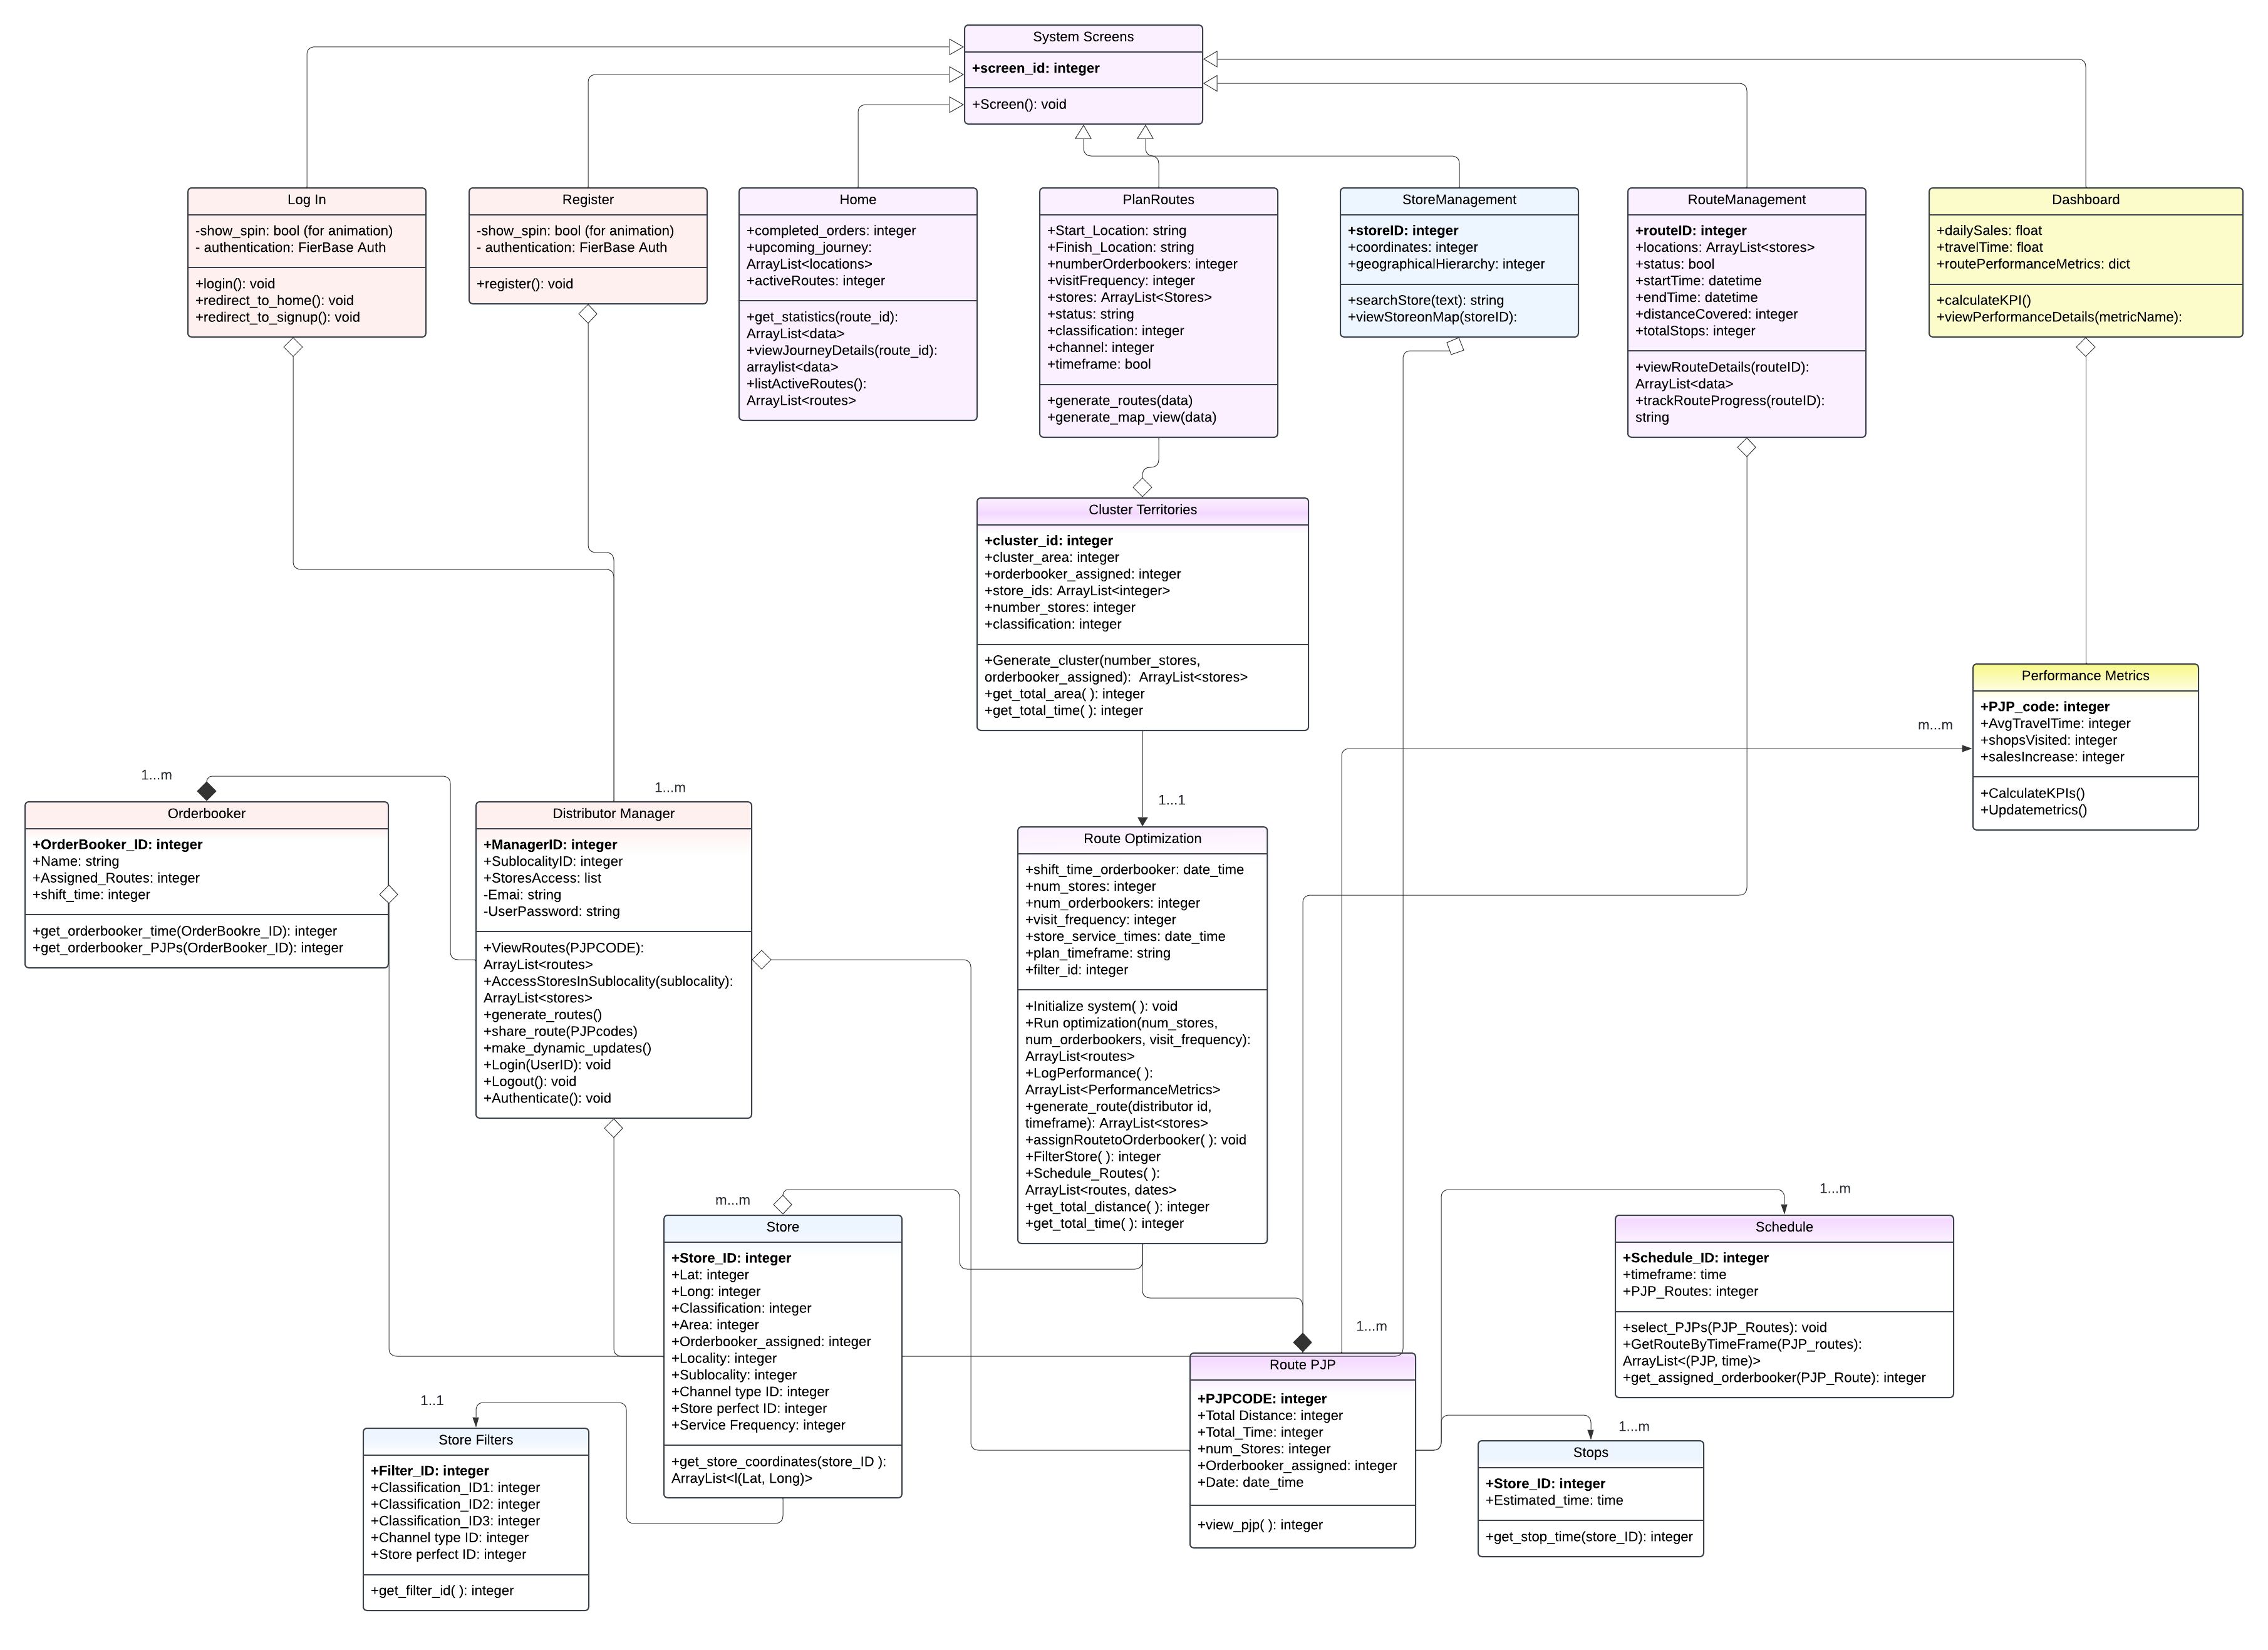 System Screens
+screen_id: integer
+Screen(): void
Log In
-show_spin: bool (for animation)
- authentication: FierBase Auth
+login(): void
+redirect_to_home(): void
+redirect_to_signup(): void
Register
-show_spin: bool (for animation)
- authentication: FierBase Auth
+register(): void
Home
+completed_orders: integer
+upcoming_journey:
ArrayList<locations>
+activeRoutes: integer
+get_statistics(route_id):
ArrayList<data>
+viewJourneyDetails(route_id):
arraylist<data>
+listActiveRoutes():
ArrayList<routes>
PlanRoutes
+Start_Location: string
+Finish_Location: string
+numberOrderbookers: integer
+visitFrequency: integer
+stores: ArrayList<Stores>
+status: string
+classification: integer
+channel: integer
+timeframe: bool
+generate_routes(data)
+generate_map_view(data)
StoreManagement
+storeID: integer
+coordinates: integer
+geographicalHierarchy: integer
+searchStore(text): string
+viewStoreonMap(storeID):
RouteManagement
+routeID: integer
+locations: ArrayList<stores>
+status: bool
+startTime: datetime
+endTime: datetime
+distanceCovered: integer
+totalStops: integer
+viewRouteDetails(routeID):
ArrayList<data>
+trackRouteProgress(routeID):
string
Dashboard
+dailySales: float
+travelTime: float
+routePerformanceMetrics: dict
+calculateKPI()
+viewPerformanceDetails(metricName):
Cluster Territories
+cluster_id: integer
+cluster_area: integer
+orderbooker_assigned: integer
+store_ids: ArrayList<integer>
+number_stores: integer
+classification: integer
+Generate_cluster(number_stores,
orderbooker_assigned):  ArrayList<stores>
+get_total_area( ): integer
+get_total_time( ): integer
m...m
Performance Metrics
+PJP_code: integer
+AvgTravelTime: integer
+shopsVisited: integer
+salesIncrease: integer
+CalculateKPIs()
+Updatemetrics()
1...m
Orderbooker
+OrderBooker_ID: integer
+Name: string
+Assigned_Routes: integer
+shift_time: integer
+get_orderbooker_time(OrderBookre_ID): integer
+get_orderbooker_PJPs(OrderBooker_ID): integer
1...m
Distributor Manager
+ManagerID: integer
+SublocalityID: integer
+StoresAccess: list
-Emai: string
-UserPassword: string
+ViewRoutes(PJPCODE):
ArrayList<routes>
+AccessStoresInSublocality(sublocality):
ArrayList<stores>
+generate_routes()
+share_route(PJPcodes)
+make_dynamic_updates()
+Login(UserID): void
+Logout(): void
+Authenticate(): void
1...1
Route Optimization
+shift_time_orderbooker: date_time
+num_stores: integer
+num_orderbookers: integer
+visit_frequency: integer
+store_service_times: date_time
+plan_timeframe: string
+filter_id: integer
+Initialize system( ): void
+Run optimization(num_stores,
num_orderbookers, visit_frequency):
ArrayList<routes>
+LogPerformance( ):
ArrayList<PerformanceMetrics>
+generate_route(distributor id,
timeframe): ArrayList<stores>
+assignRoutetoOrderbooker( ): void
+FilterStore( ): integer
+Schedule_Routes( ):
ArrayList<routes, dates>
+get_total_distance( ): integer
+get_total_time( ): integer
m...m
Store
+Store_ID: integer
+Lat: integer
+Long: integer
+Classification: integer
+Area: integer
+Orderbooker_assigned: integer
+Locality: integer
+Sublocality: integer
+Channel type ID: integer
+Store perfect ID: integer
+Service Frequency: integer
+get_store_coordinates(store_ID ):
ArrayList<l(Lat, Long)>
1...m
Schedule
+Schedule_ID: integer
+timeframe: time
+PJP_Routes: integer
+select_PJPs(PJP_Routes): void
+GetRouteByTimeFrame(PJP_routes):
ArrayList<(PJP, time)>
+get_assigned_orderbooker(PJP_Route): integer
1...m
Route PJP
+PJPCODE: integer
+Total Distance: integer
+Total_Time: integer
+num_Stores: integer
+Orderbooker_assigned: integer
+Date: date_time
+view_pjp( ): integer
1..1
Store Filters
+Filter_ID: integer
+Classification_ID1: integer
+Classification_ID2: integer
+Classification_ID3: integer
+Channel type ID: integer
+Store perfect ID: integer
+get_filter_id( ): integer
1...m
Stops
+Store_ID: integer
+Estimated_time: time
+get_stop_time(store_ID): integer